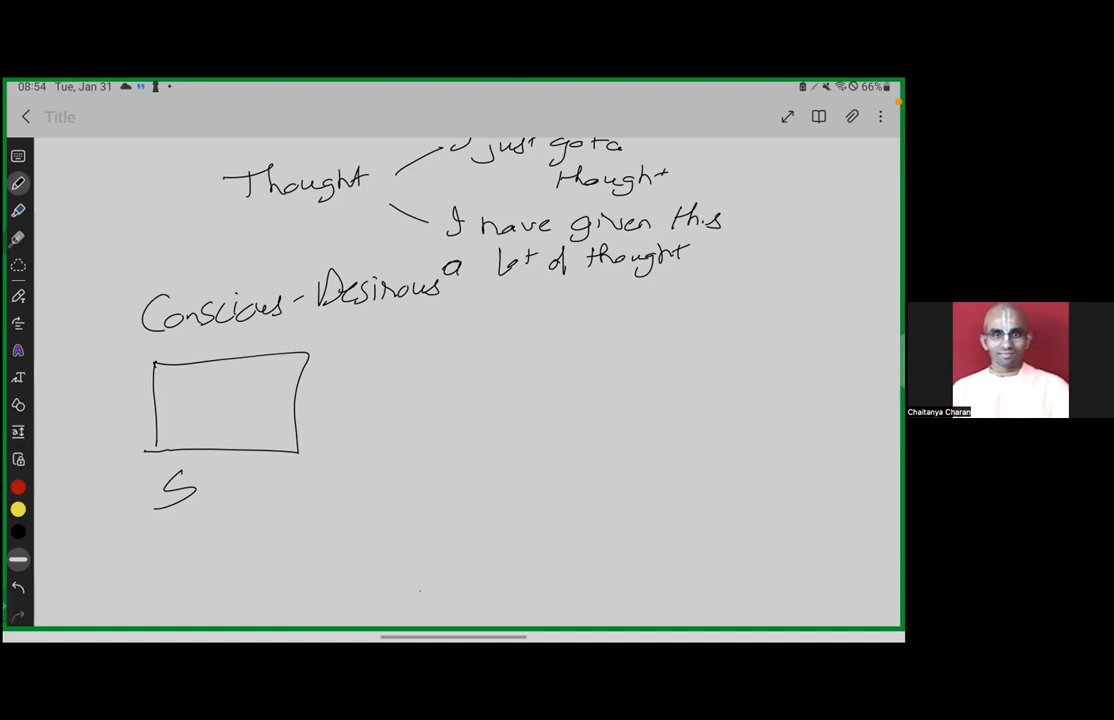 08:54 Tue, Jan 31 66%
Title
I just got a
Thought
thought
I have given this
a lot of thought
Conscious - Desirous
S
Chaitanya Charan